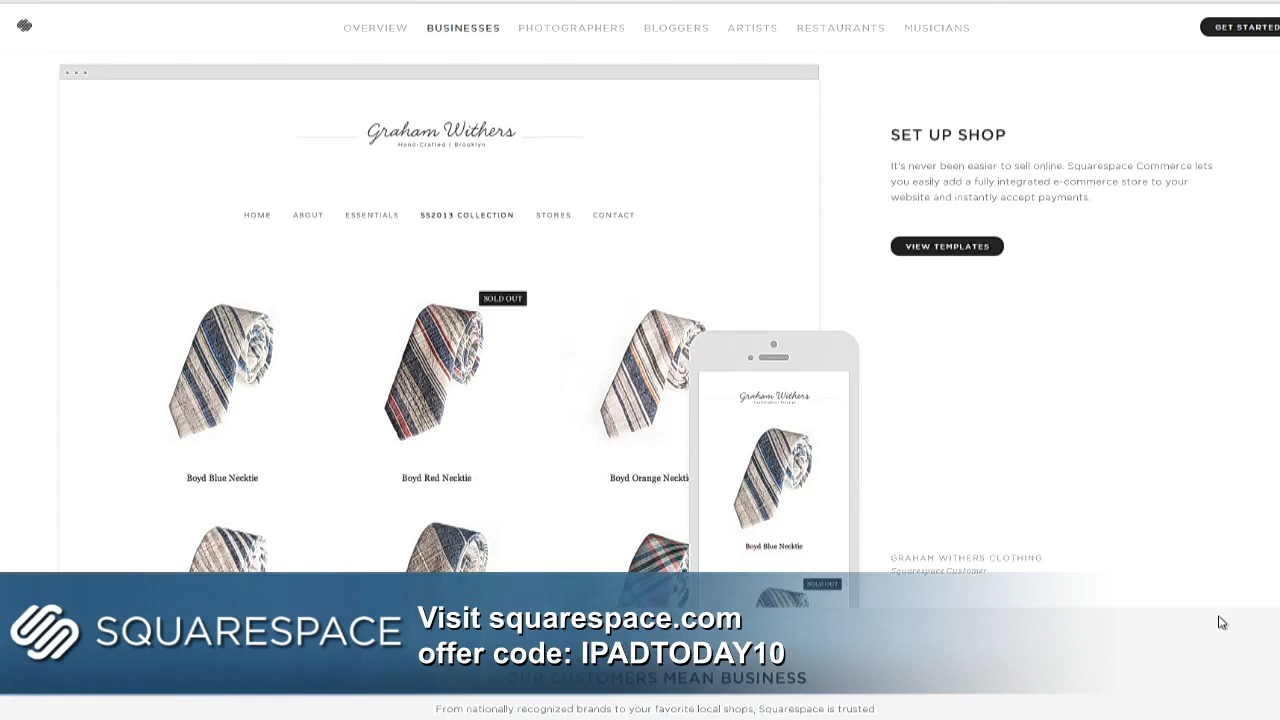 OVERVIEW BUSINESSES PHOTOGRAPHERS BLOGGERS ARTISTS RESTAURANTS MUSICIANS
GET STARTED
Graham Withers
Hand-Crafted / Brooklyn
HOME ABOUT ESSENTIALS SS2013 COLLECTION STORES CONTACT
SET UP SHOP
It's never been easier to sell online. Squarespace Commerce lets
you easily add a fully integrated e-commerce store to your
website and instantly accept payments.
VIEW TEMPLATES
SOLD OUT
Boyd Blue Necktie
Boyd Red Necktie
Boyd Orange Neckti
Graham Withers
Boyd Blue Necktie
SOLD OUT
GRAHAM WITHERS CLOTHING
Squarespace Customer
SQUARESPACE
Visit squarespace.com
offer code: IPADTODAY10
OUR CUSTOMERS MEAN BUSINESS
From nationally recognized brands to your favorite local shops, Squarespace is trusted